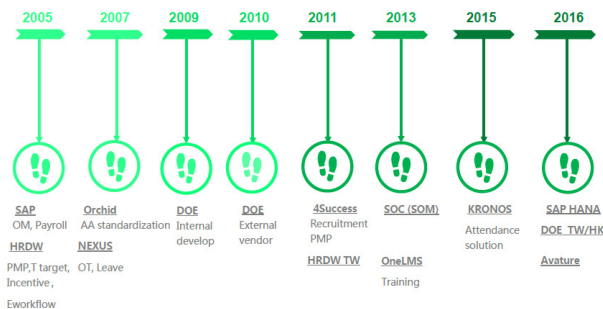 2005
2007
2009
2010
2011
2013
2015
2016
SAP
OM, Payroll
HRDW
PMP,T target,
Incentive,
Eworkflow
Orchid
AA standardization
NEXUS
OT, Leave
DOE
Internal
develop
DOE
External
vendor
4Success
Recruitment
PMP
HRDW TW
SOC (SOM)
OneLMS
Training
KRONOS
Attendance
solution
SAP HANA
DOE TW/HK
Avature